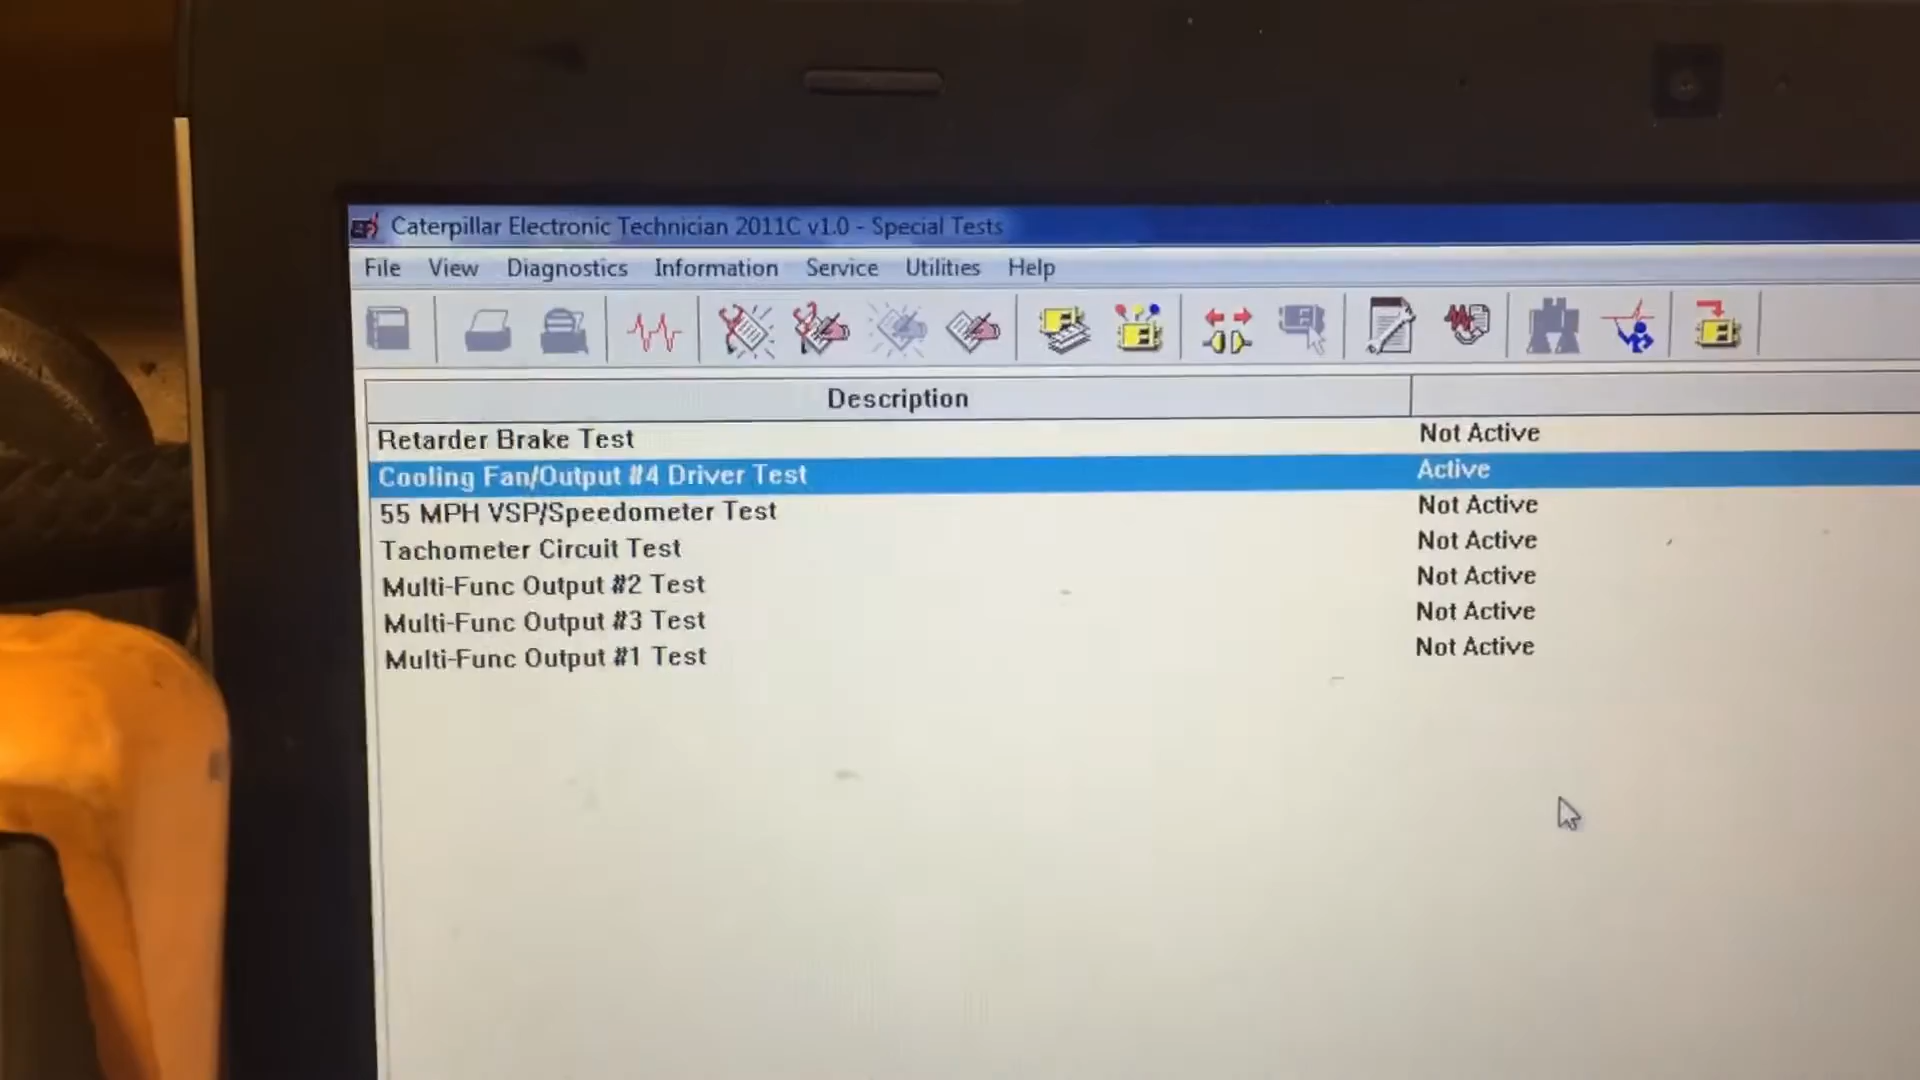 Caterpillar Electronic Technician 2011C v1.0 - Special Tests
File View Diagnostics Information Service Utilities Help
Description
Retarder Brake Test Not Active
Cooling Fan/Output #4 Driver Test Active
55 MPH VSP/Speedometer Test Not Active
Tachometer Circuit Test Not Active
Multi-Func Output #2 Test Not Active
Multi-Func Output #3 Test Not Active
Multi-Func Output #1 Test Not Active